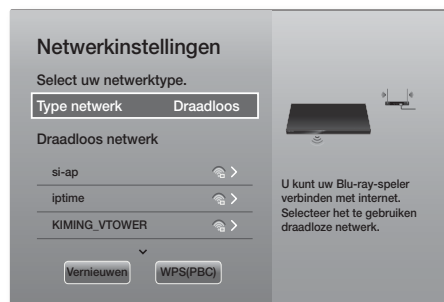 Netwerkinstellingen
Select uw netwerktype.
Type netwerk Draadloos
Draadloos netwerk
si-ap
iptime
KIMING_VTOWER
Vernieuwen WPS(PBC)
U kunt uw Blu-ray-speler
verbinden met internet.
Selecteer het te gebruiken
draadloze netwerk.